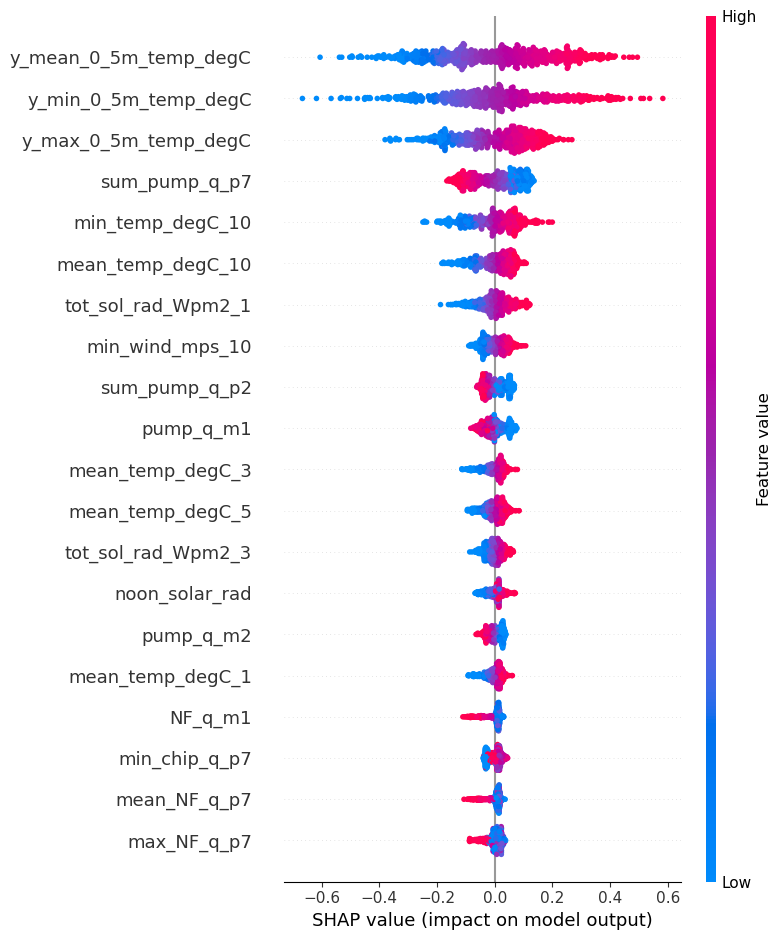 High
y_mean_0_5m_temp_degC
y_min_0_5m_temp_degC
y_max_0_5m_temp_degC
sum_pump_q_p7
min_temp_degC_10
mean_temp_degC_10
tot_sol_rad_Wpm2_1
min_wind_mps_10
sum_pump_q_p2
pump_q_m1
mean_temp_degC_3
mean_temp_degC_5
tot_sol_rad_Wpm2_3
noon_solar_rad
pump_q_m2
mean_temp_degC_1
NF_q_m1
min_chip_q_p7
mean_NF_q_p7
max_NF_q_p7
Feature value
Low
−0.6 −0.4 −0.2 0.0 0.2 0.4 0.6
SHAP value (impact on model output)